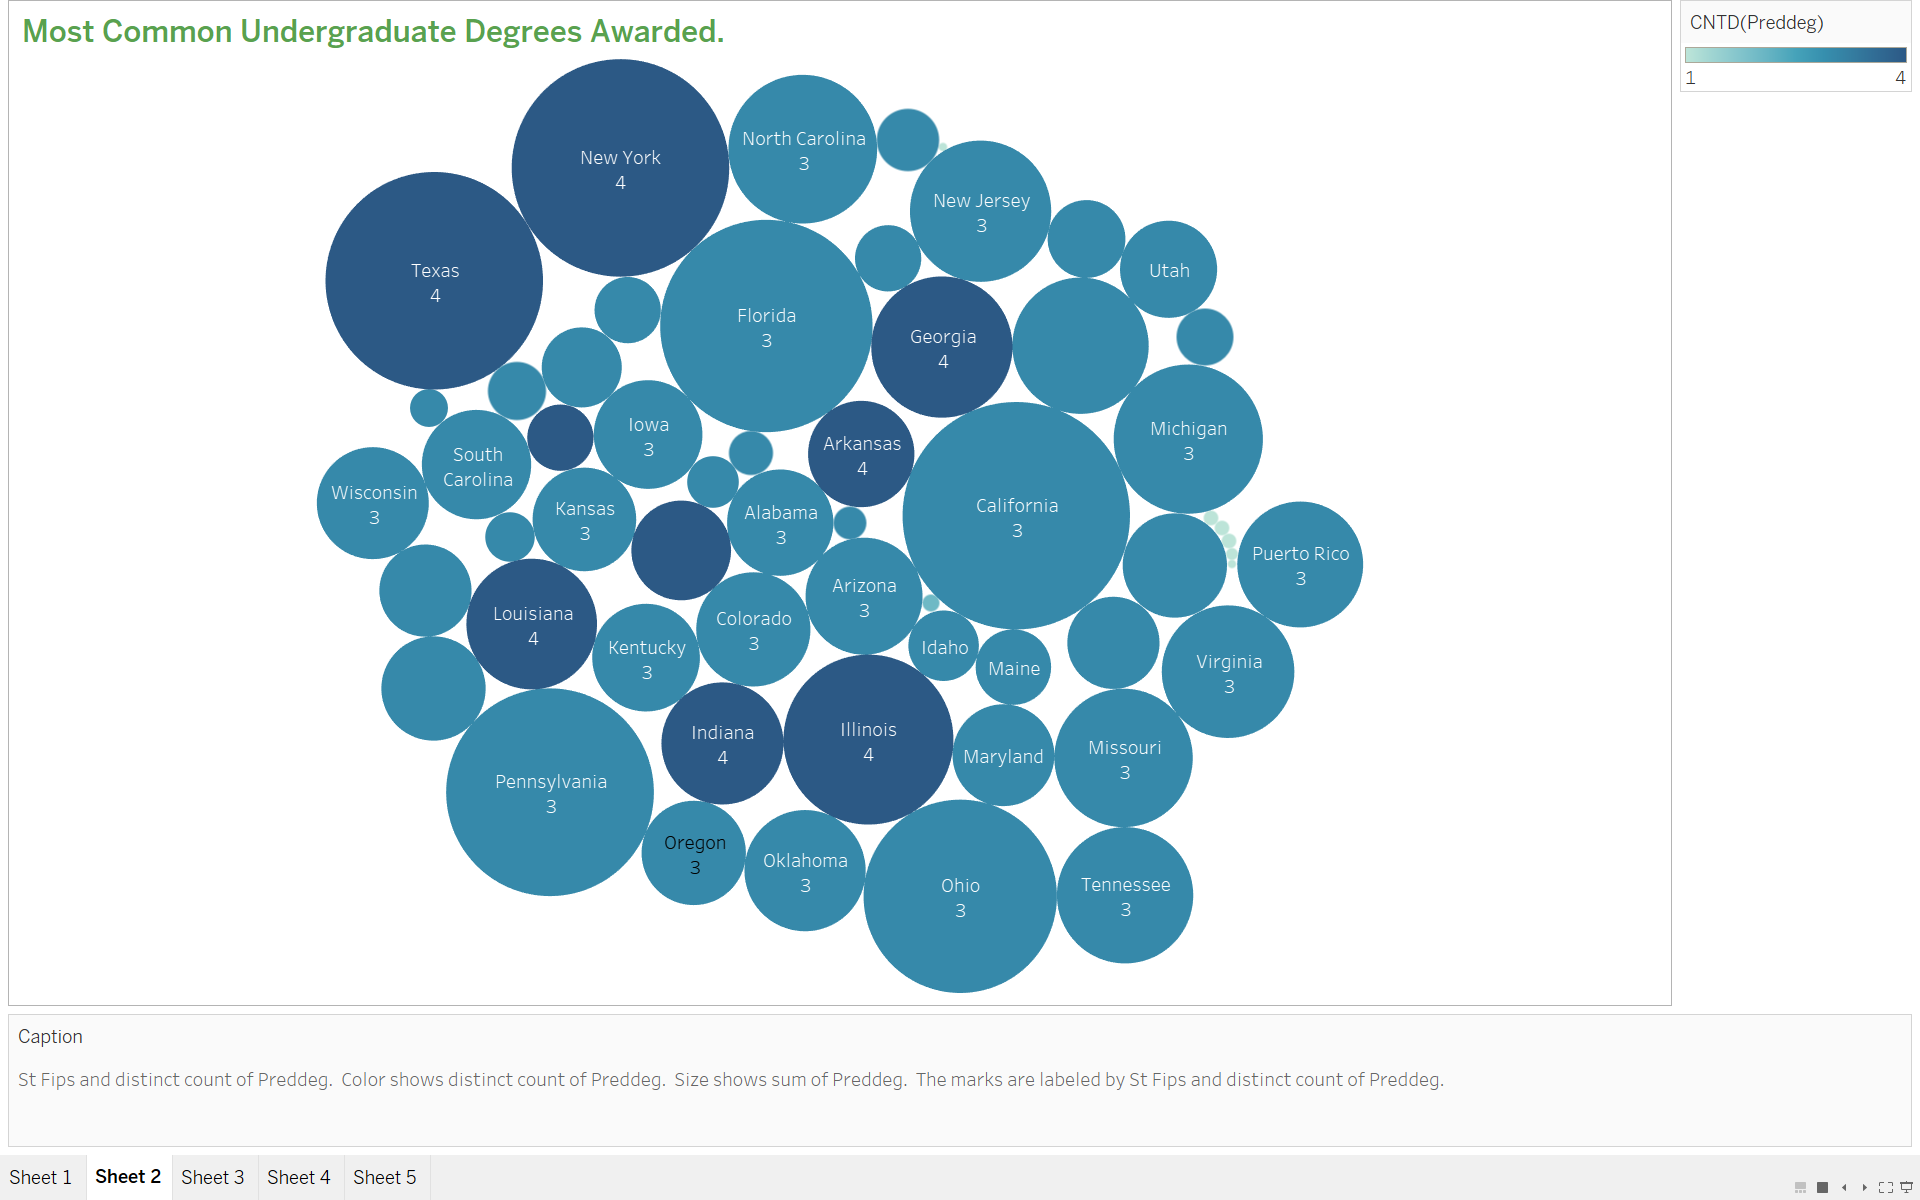 Most Common Undergraduate Degrees Awarded.
CNTD(Preddeg)
1
4
New York
4
North Carolina
3
New Jersey
3
Texas
4
Utah
Florida
3
Georgia
4
Iowa
3
Arkansas
4
Michigan
3
South
Carolina
Wisconsin
3
Kansas
3
Alabama
3
California
3
Puerto Rico
3
Arizona
3
Louisiana
4
Colorado
3
Kentucky
3
Idaho
Maine
Virginia
3
Indiana
4
Illinois
4
Maryland
Missouri
3
Pennsylvania
3
Oregon
3
Oklahoma
3
Ohio
3
Tennessee
3
Caption
St Fips and distinct count of Preddeg.  Color shows distinct count of Preddeg.  Size shows sum of Preddeg.  The marks are labeled by St Fips and distinct count of Preddeg.
Sheet 1
Sheet 2
Sheet 3
Sheet 4
Sheet 5